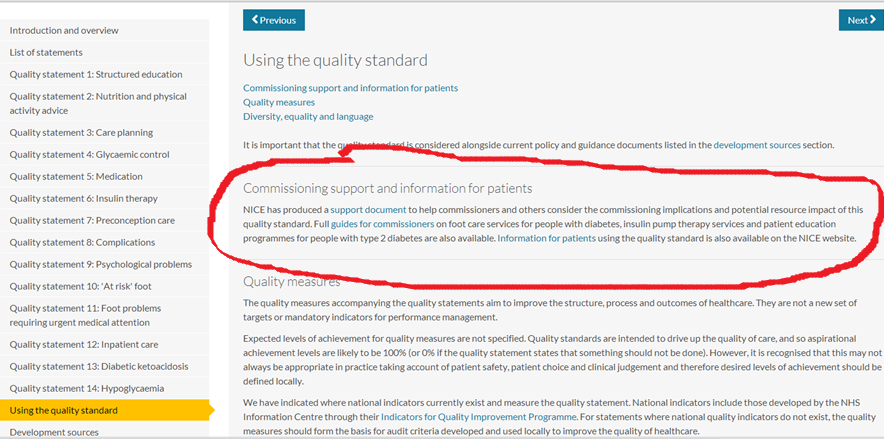 Previous
Next
Introduction and overview
List of statements
Quality statement 1: Structured education
Quality statement 2: Nutrition and physical
activity advice
Quality statement 3: Care planning
Quality statement 4: Glycaemic control
Quality statement 5: Medication
Quality statement 6: Insulin therapy
Quality statement 7: Preconception care
Quality statement 8: Complications
Quality statement 9: Psychological problems
Quality statement 10: 'At risk' foot
Quality statement 11: Foot problems
requiring urgent medical attention
Quality statement 12: Inpatient care
Quality statement 13: Diabetic ketoacidosis
Quality statement 14: Hypoglycaemia
Using the quality standard
Development sources
Using the quality standard
Commissioning support and information for patients
Quality measures
Diversity, equality and language
It is important that the quality standard is considered alongside current policy and guidance documents listed in the development sources section.
Commissioning support and information for patients
NICE has produced a support document to help commissioners and others consider the commissioning implications and potential resource impact of this
quality standard. Full guides for commissioners on foot care services for people with diabetes, insulin pump therapy services and patient education
programmes for people with type 2 diabetes are also available. Information for patients using the quality standard is also available on the NICE website.
Quality measures
The quality measures accompanying the quality statements aim to improve the structure, process and outcomes of healthcare. They are not a new set of
targets or mandatory indicators for performance management.
Expected levels of achievement for quality measures are not specified. Quality standards are intended to drive up the quality of care, and so aspirational
achievement levels are likely to be 100% (or 0% if the quality statement states that something should not be done). However, it is recognised that this may not
always be appropriate in practice taking account of patient safety, patient choice and clinical judgement and therefore desired levels of achievement should be
defined locally.
We have indicated where national indicators currently exist and measure the quality statement. National indicators include those developed by the NHS
Information Centre through their Indicators for Quality Improvement Programme. For statements where national quality indicators do not exist, the quality
measures should form the basis for audit criteria developed and used locally to improve the quality of healthcare.